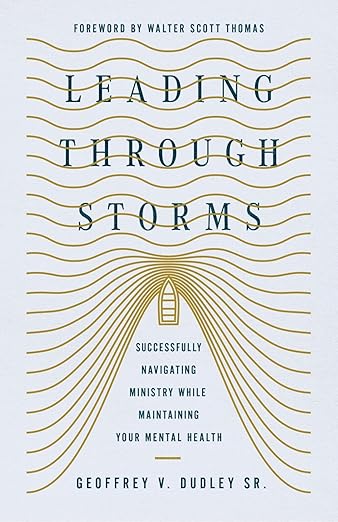 FOREWORD BY WALTER SCOTT THOMAS
LEADING
THROUGH
STORMS
SUCCESSFULLY
NAVIGATING
MINISTRY WHILE
MAINTAINING
YOUR MENTAL HEALTH
GEOFFREY V. DUDLEY SR.